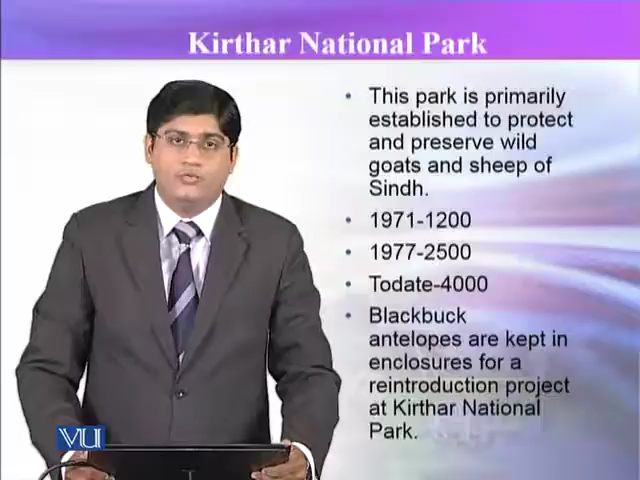 Kirthar National Park
• This park is primarily
established to protect
and preserve wild
goats and sheep of
Sindh.
• 1971-1200
• 1977-2500
• Todate-4000
• Blackbuck
antelopes are kept in
enclosures for a
reintroduction project
at Kirthar National
Park.
VU